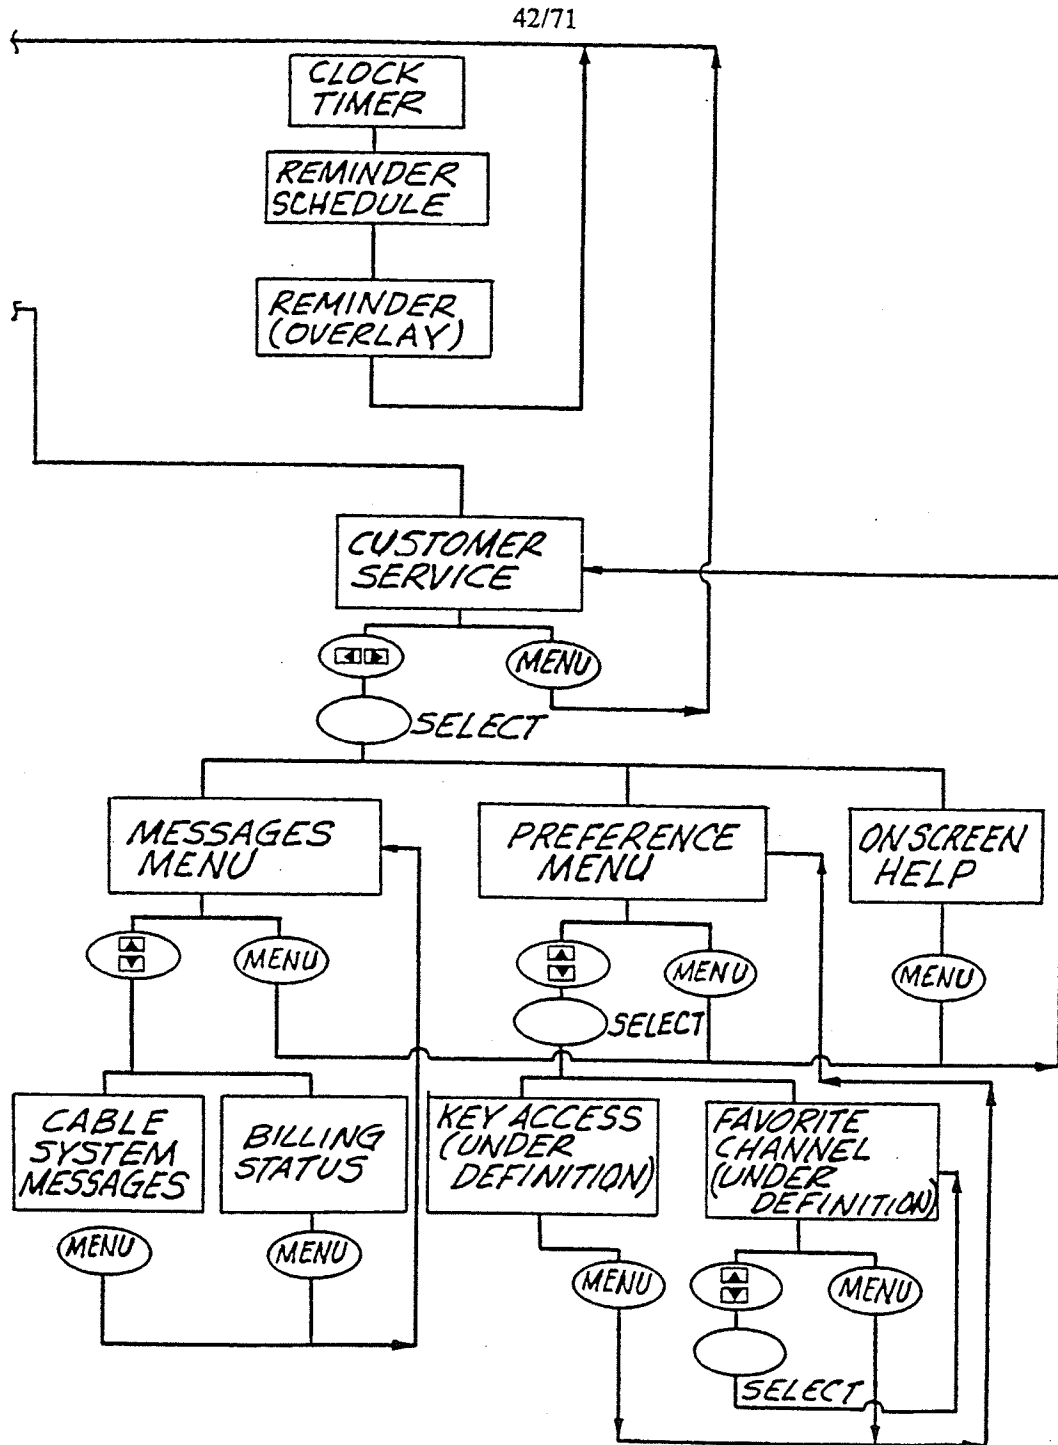 42/71
CLOCK
TIMER
REMINDER
SCHEDULE
REMINDER
(OVERLAY)
CUSTOMER
SERVICE
MENU
SELECT
MESSAGES
MENU
PREFERENCE
MENU
ON SCREEN
HELP
MENU
MENU
MENU
SELECT
CABLE
SYSTEM
MESSAGES
BILLING
STATUS
KEY ACCESS
(UNDER
DEFINITION)
FAVORITE
CHANNEL
(UNDER
DEFINITION)
MENU
MENU
MENU
MENU
SELECT